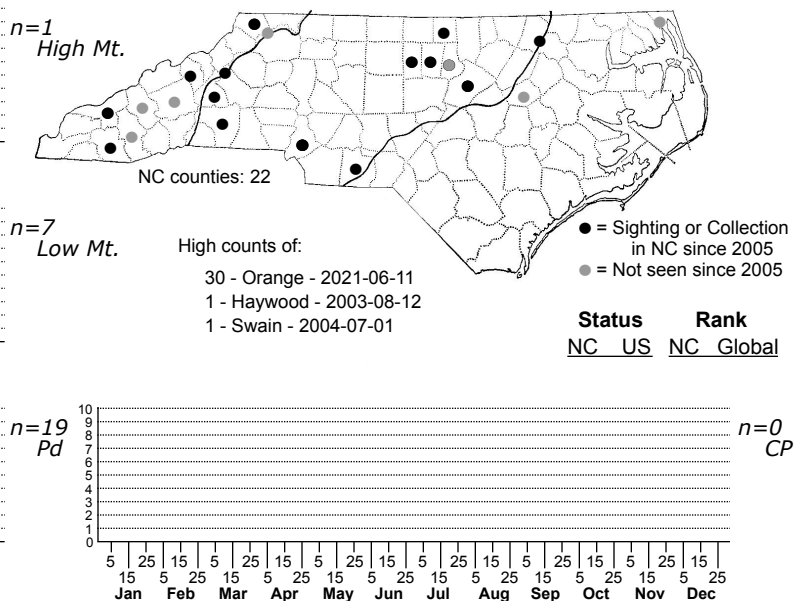 n=1
High Mt.
NC counties: 22
n=7
Low Mt.
High counts of:
30 - Orange - 2021-06-11
1 - Haywood - 2003-08-12
1 - Swain - 2004-07-01
● = Sighting or Collection
in NC since 2005
● = Not seen since 2005
Status Rank
NC US NC Global
n=19
Pd
10
9
8
7
6
5
4
3
2
1
0
n=0
CP
5 25 15 5 25 15 5 25 15 5 25 15 5 25 15 5 25 15
15 5 25 15 5 25 15 5 25 15 5 25 15 5 25 15 5 25
Jan Feb Mar Apr May Jun Jul Aug Sep Oct Nov Dec